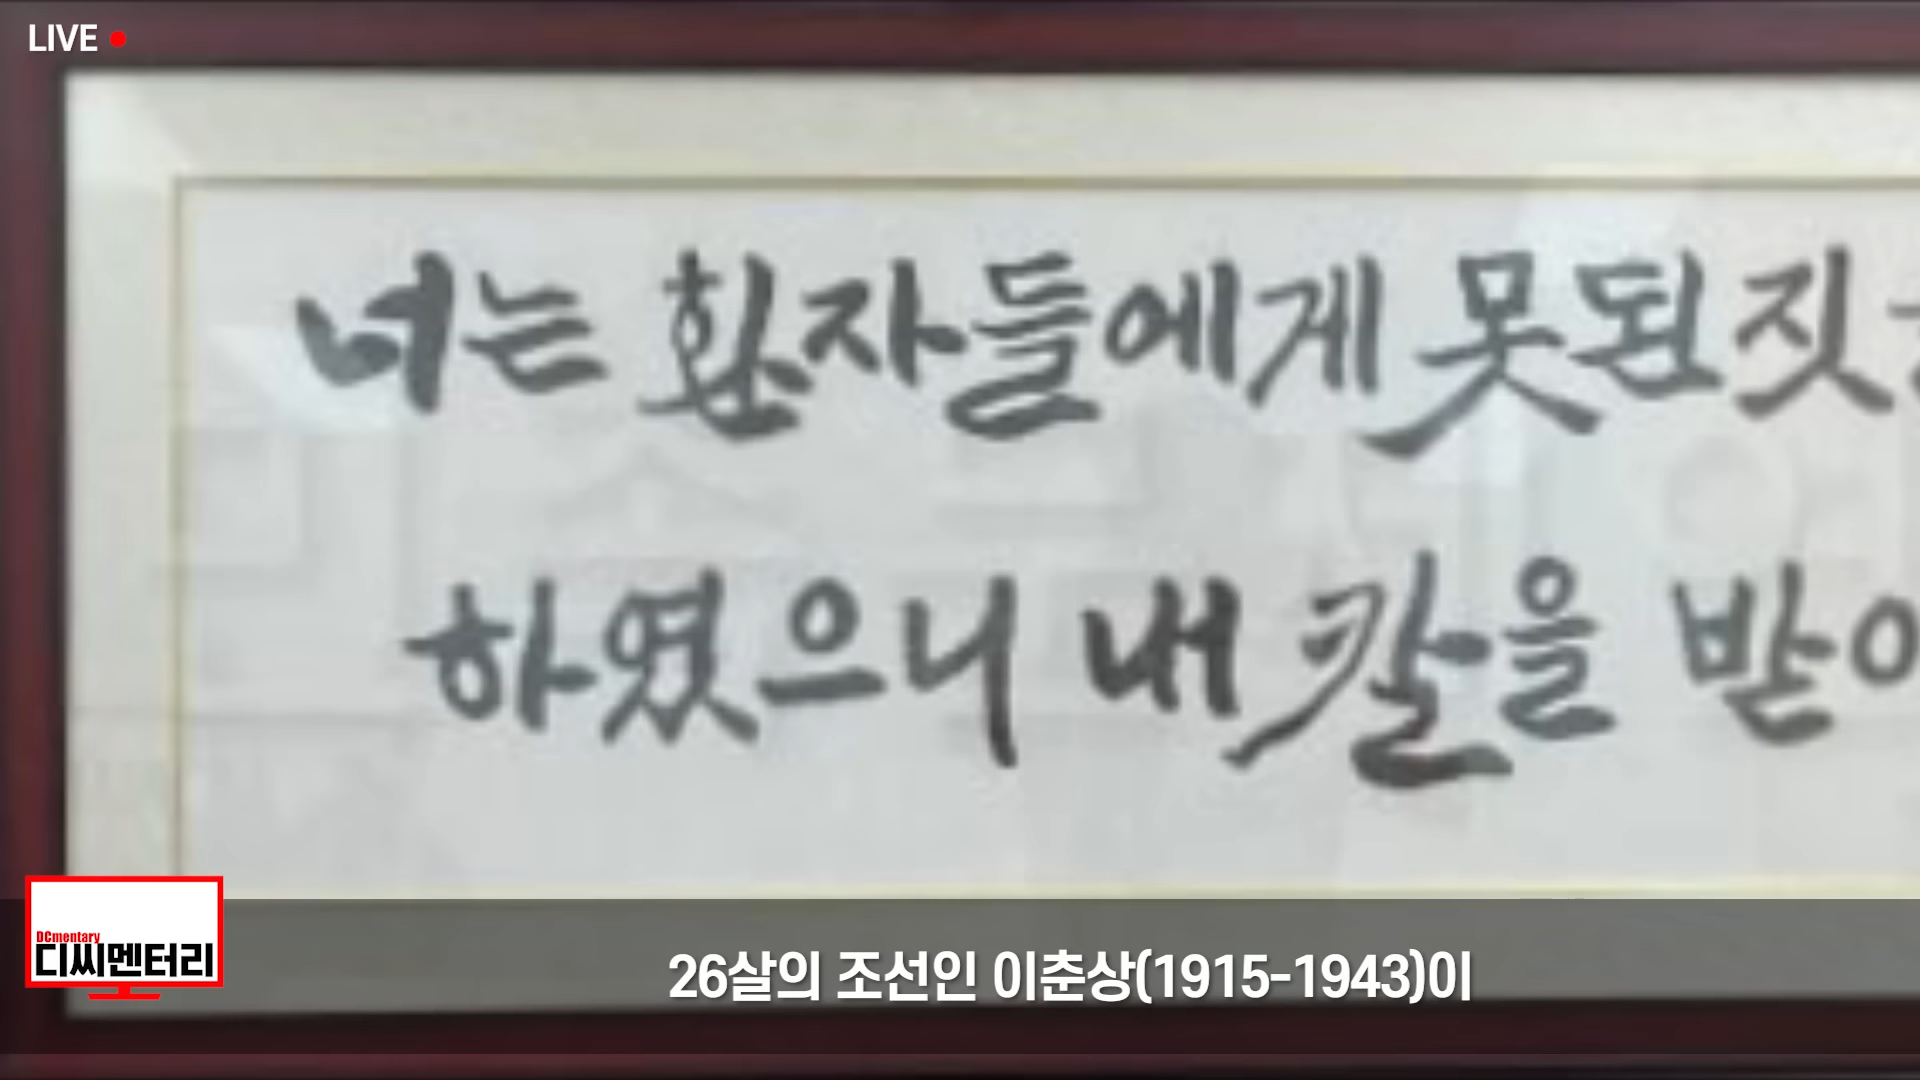 LIVE
너는 환자들에게 못된짓
하였으니 내 칼을 받
DCmentary
디씨멘터리
26살의 조선인 이춘상(1915-1943)이